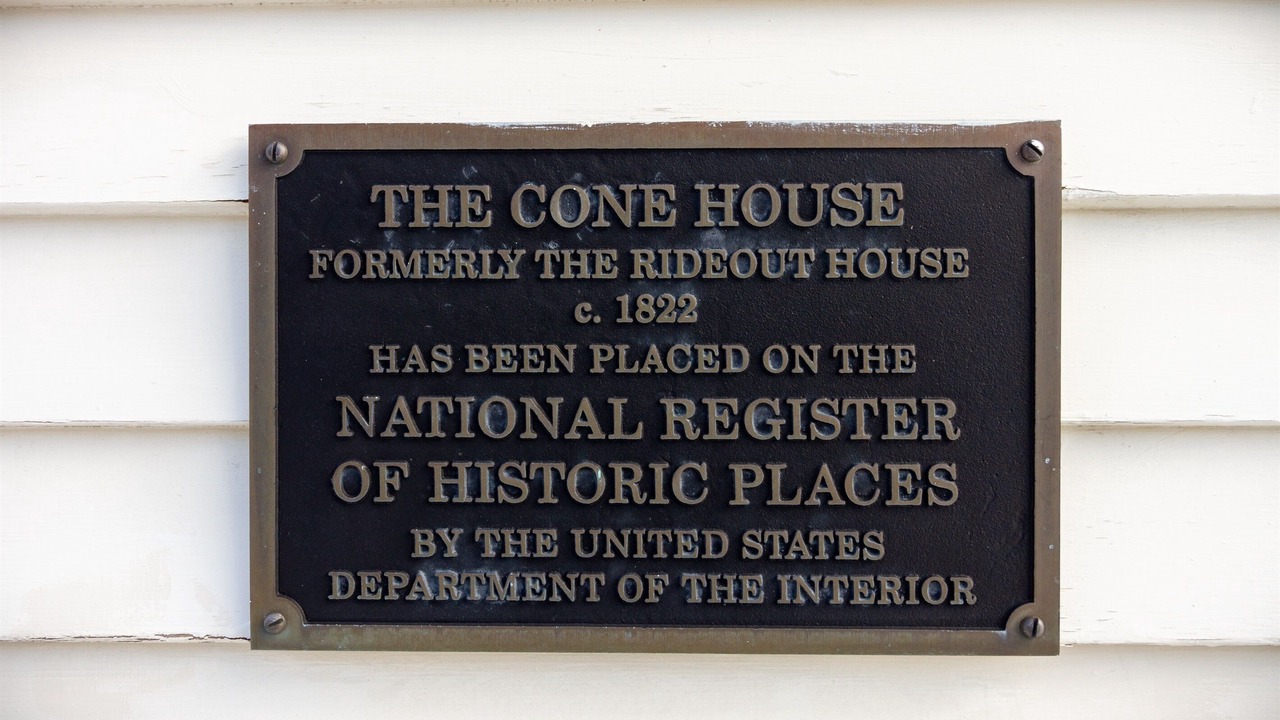 THE CONE HOUSE
FORMERLY THE RIDEOUT HOUSE
c. 1822
HAS BEEN PLACED ON THE
NATIONAL REGISTER
OF HISTORIC PLACES
BY THE UNITED STATES
DEPARTMENT OF THE INTERIOR